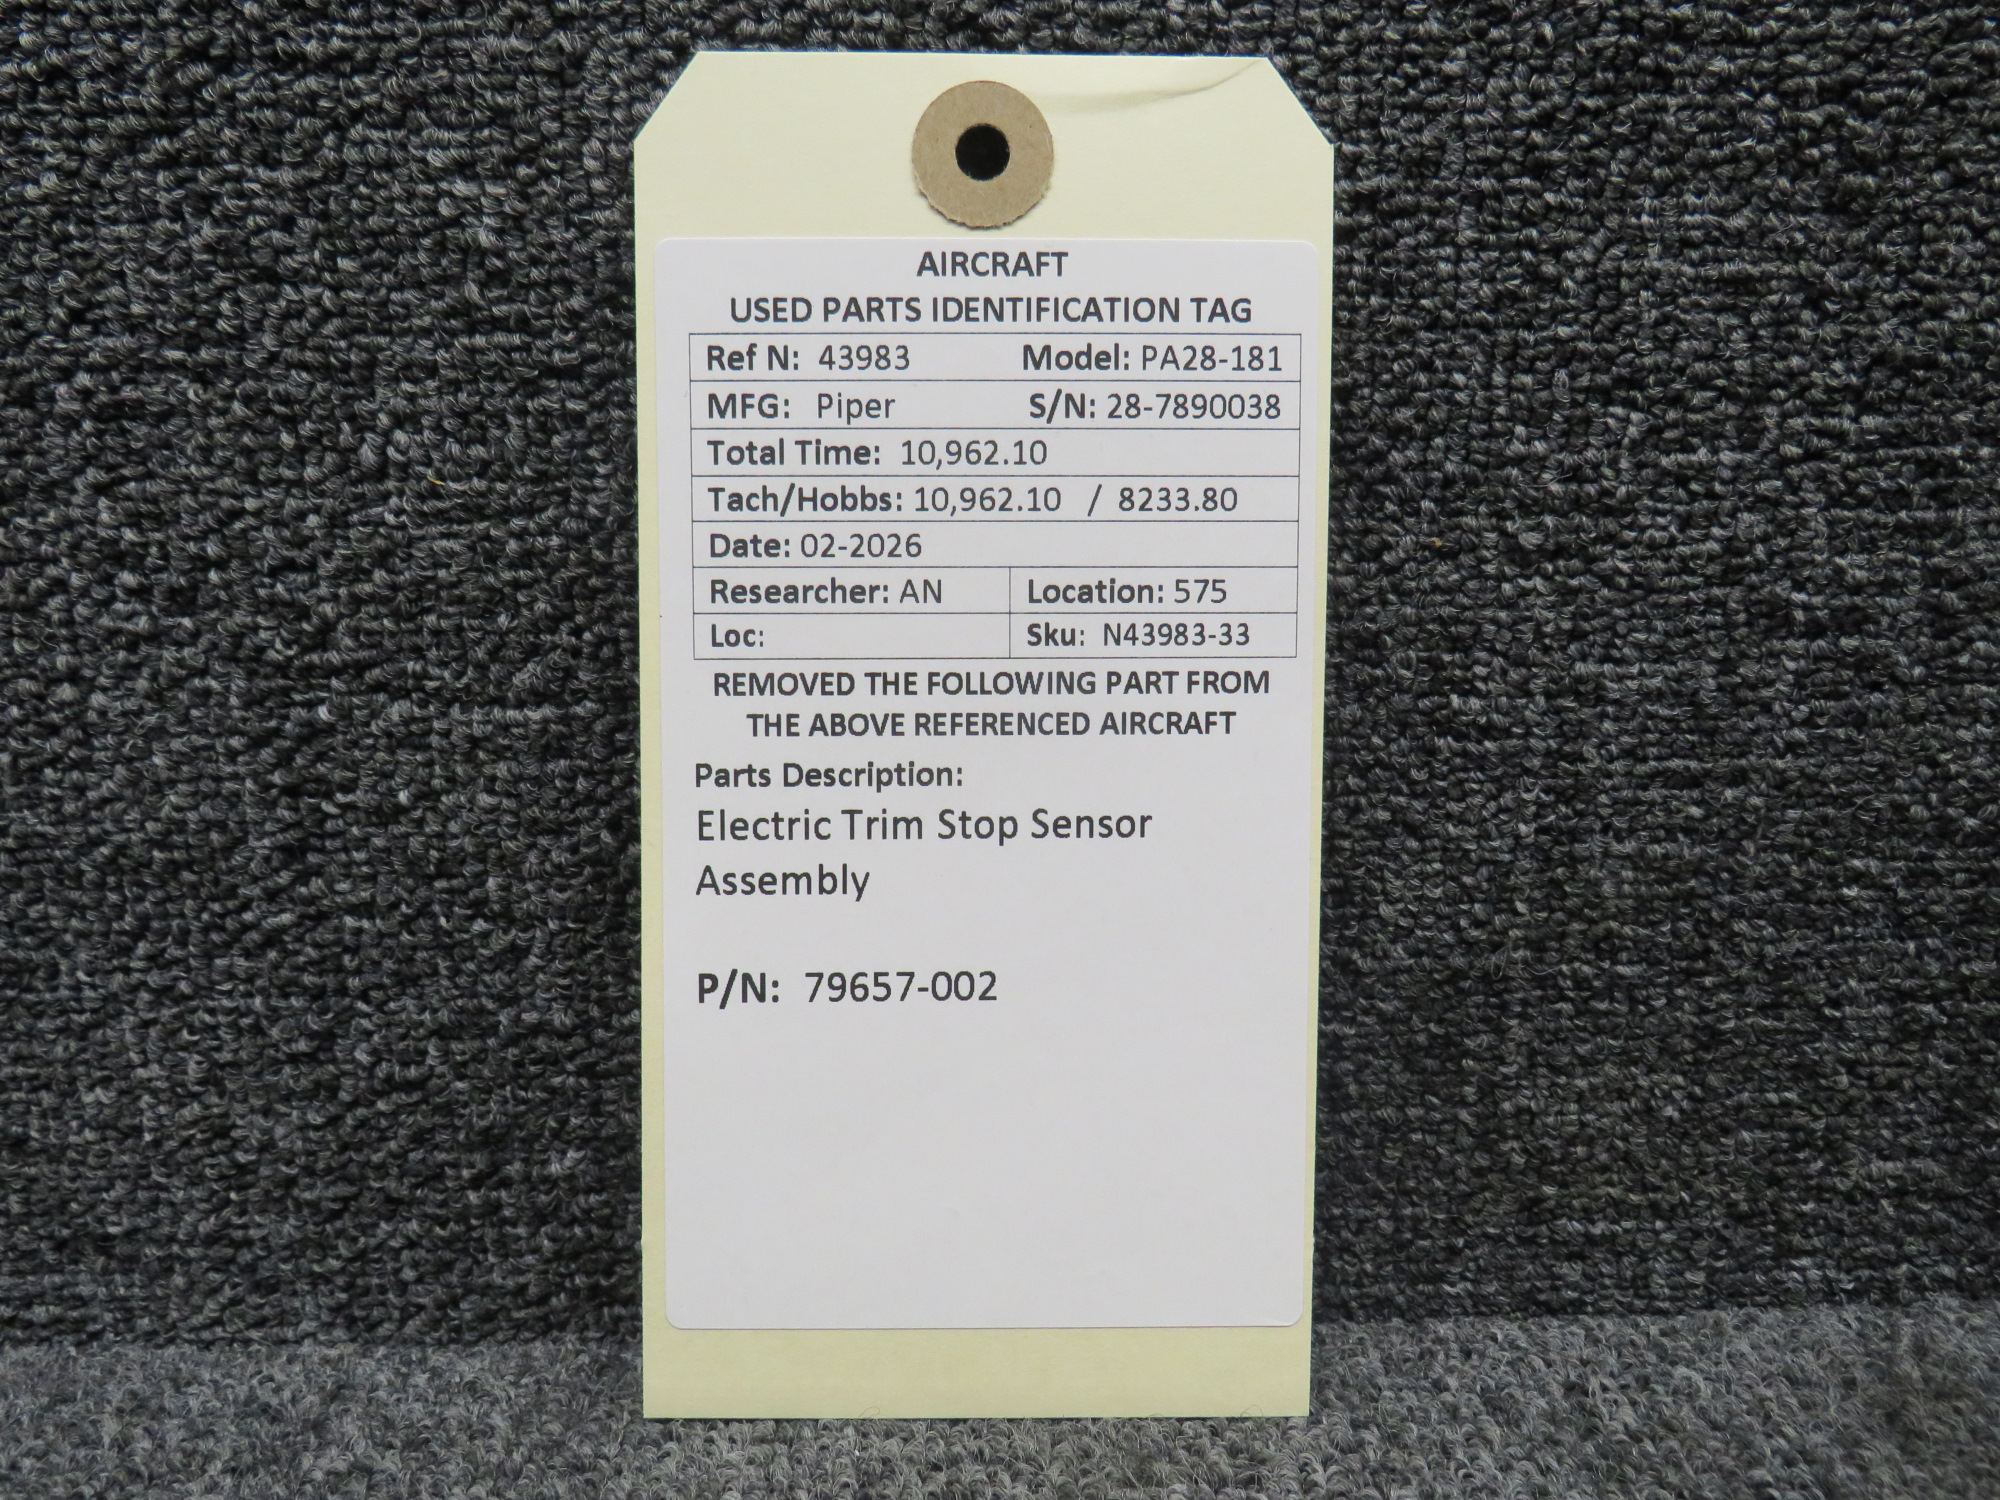 AIRCRAFT
USED PARTS IDENTIFICATION TAG
Ref N: 43983 Model: PA28-181
MFG: Piper S/N: 28-7890038
Total Time: 10,962.10
Tach/Hobbs: 10,962.10 / 8233.80
Date: 02-2026
Researcher: AN Location: 575
Loc: Sku: N43983-33
REMOVED THE FOLLOWING PART FROM
THE ABOVE REFERENCED AIRCRAFT
Parts Description:
Electric Trim Stop Sensor
Assembly
P/N: 79657-002